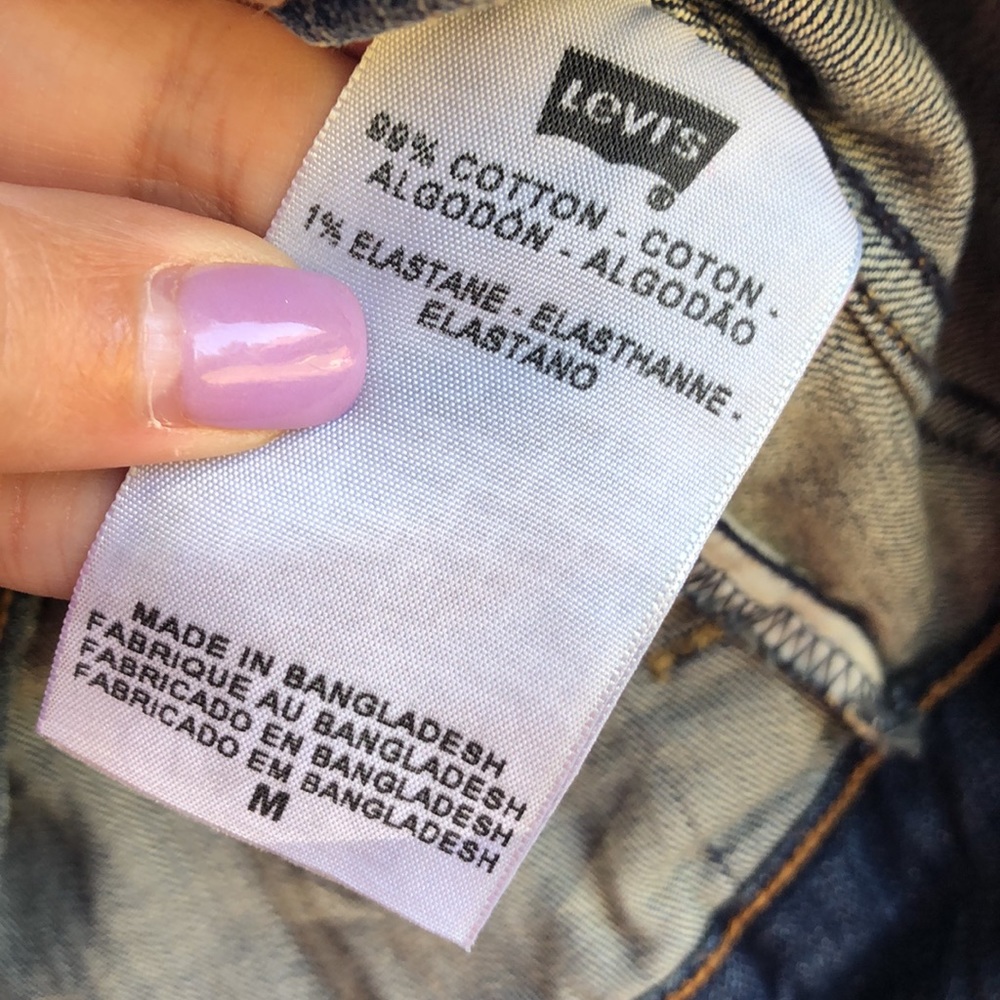 LEVI'S
®
99% COTTON - COTON -
ALGODÓN - ALGODÃO
1% ELASTANE - ELASTHANNE -
ELASTANO
MADE IN BANGLADESH
FABRIQUE AU BANGLADESH
FABRICADO EN BANGLADESH
FABRICADO EM BANGLADESH
M